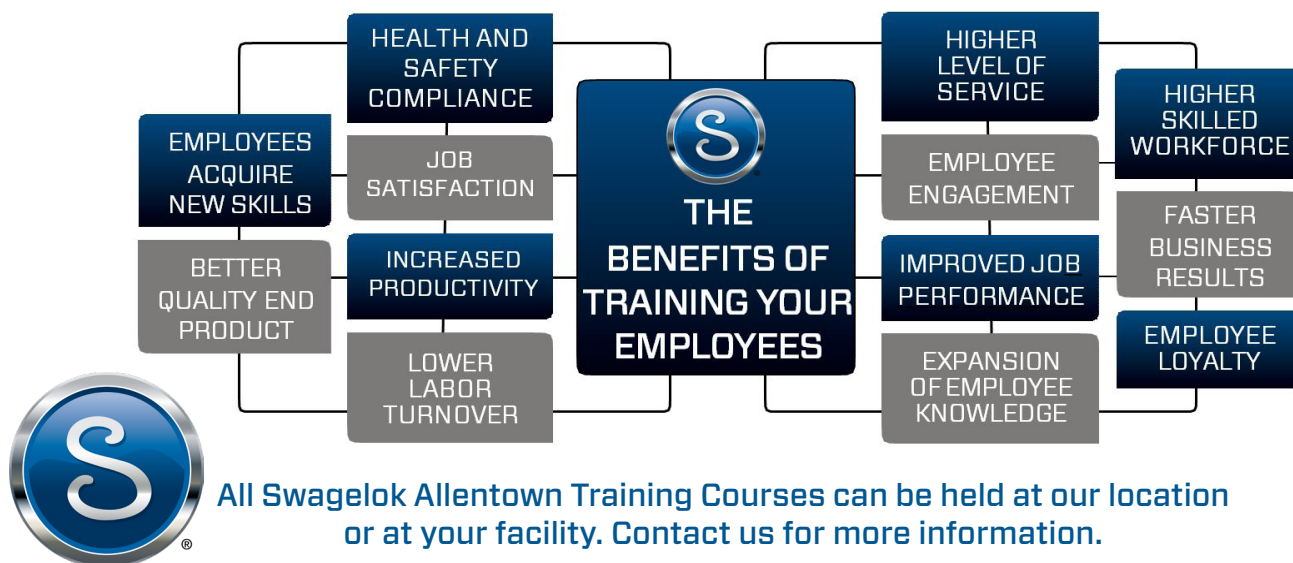 HEALTH AND
SAFETY
COMPLIANCE
EMPLOYEES
ACQUIRE
NEW SKILLS
JOB
SATISFACTION
BETTER
QUALITY END
PRODUCT
INCREASED
PRODUCTIVITY
LOWER
LABOR
TURNOVER
S
THE
BENEFITS OF
TRAINING YOUR
EMPLOYEES
HIGHER
LEVEL OF
SERVICE
HIGHER
SKILLED
WORKFORCE
EMPLOYEE
ENGAGEMENT
FASTER
BUSINESS
RESULTS
IMPROVED JOB
PERFORMANCE
EMPLOYEE
LOYALTY
EXPANSION
OF EMPLOYEE
KNOWLEDGE
S
®
All Swagelok Allentown Training Courses can be held at our location
or at your facility. Contact us for more information.